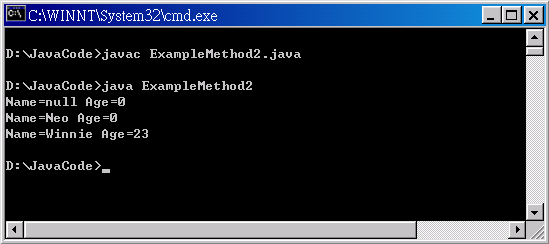 C:\WINNT\System32\cmd.exe
D:\JavaCode>javac ExampleMethod2.java
D:\JavaCode>java ExampleMethod2
Name=null Age=0
Name=Neo Age=0
Name=Winnie Age=23
D:\JavaCode>_